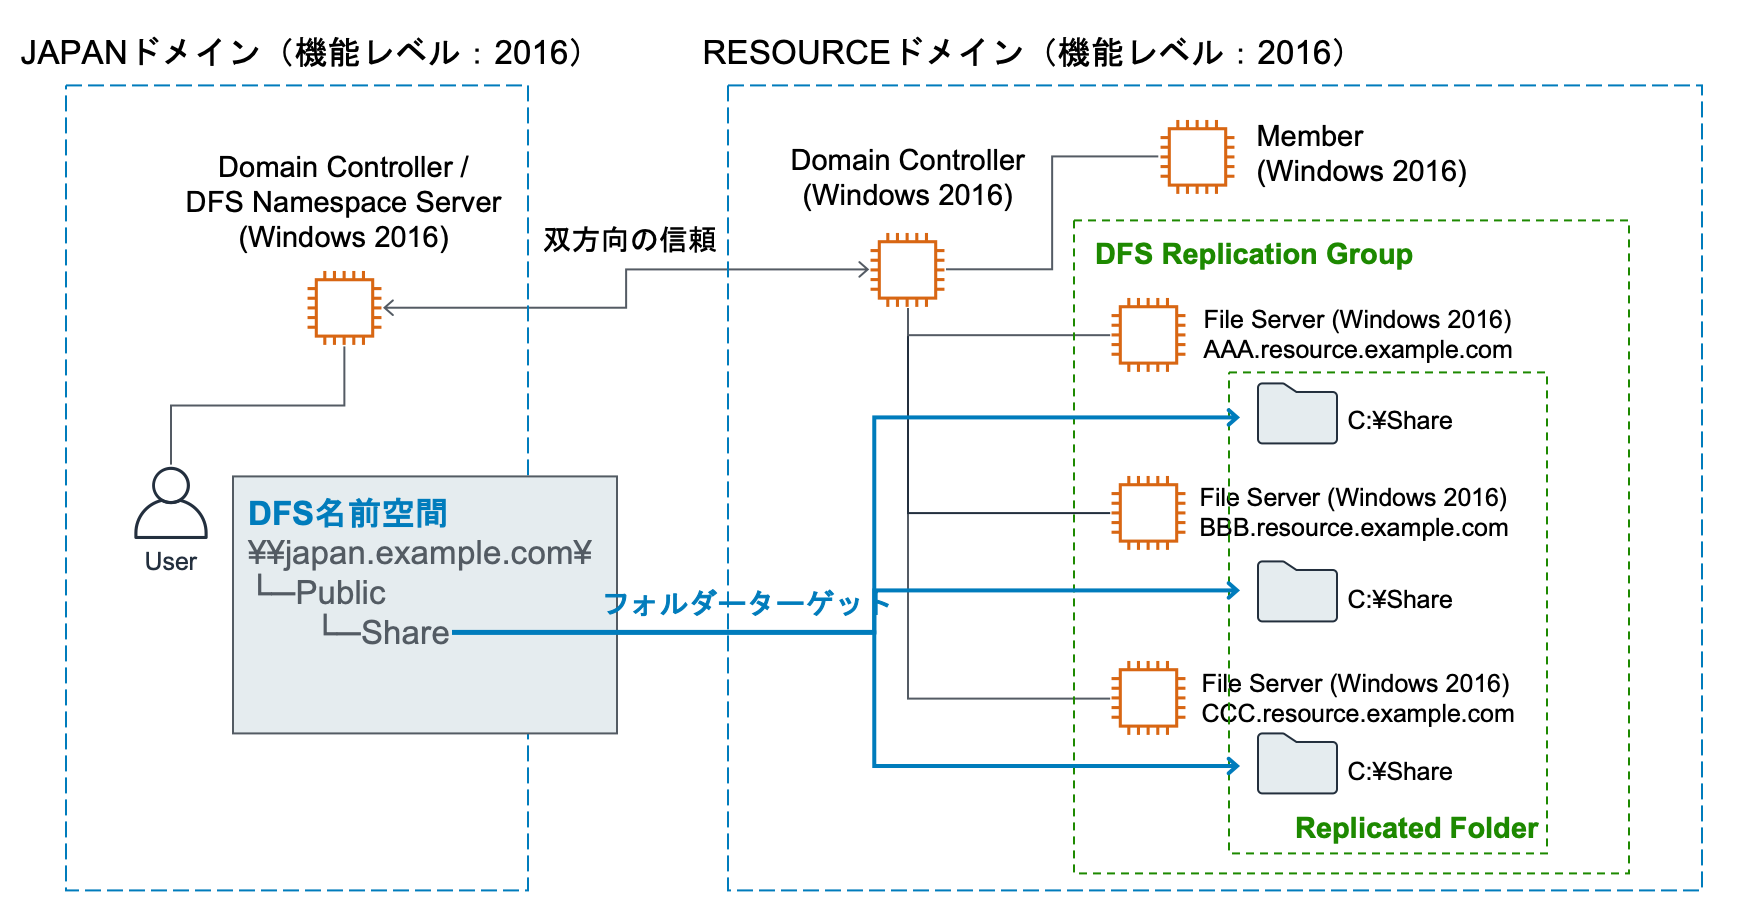 JAPANドメイン（機能レベル：2016）
RESOURCEドメイン（機能レベル：2016）
Domain Controller /
DFS Namespace Server
(Windows 2016)
双方向の信頼
Domain Controller
(Windows 2016)
Member
(Windows 2016)
DFS Replication Group
File Server (Windows 2016)
AAA.resource.example.com
C:¥Share
File Server (Windows 2016)
BBB.resource.example.com
C:¥Share
File Server (Windows 2016)
CCC.resource.example.com
C:¥Share
Replicated Folder
User
DFS名前空間
¥¥japan.example.com¥
└─Public
└─Share
フォルダーターゲット